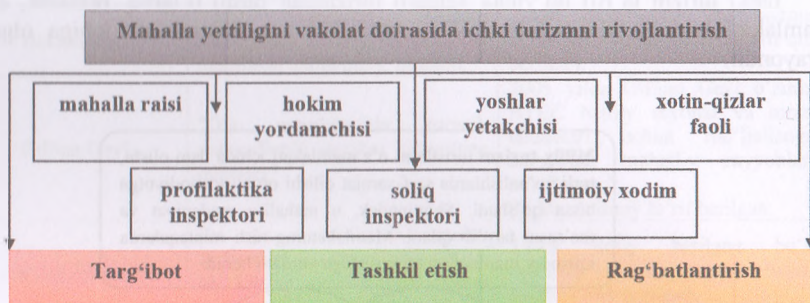 Mahalla yettiligini vakolat doirasida ichki turizmni rivojlantirish
mahalla raisi
hokim
yordamchisi
yoshlar
yetakchisi
xotin-qizlar
faoli
profilaktika
inspektori
soliq
inspektori
ijtimoiy xodim
Targ‘ibot
Tashkil etish
Rag‘batlantirish